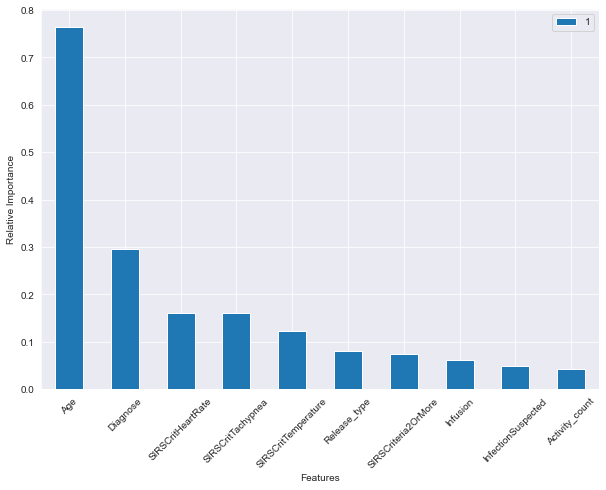 0.8
0.7
0.6
0.5
0.4
0.3
0.2
0.1
0.0
Relative Importance
1
Age
Diagnose
SIRSCritHeartRate
SIRSCritTachypnea
SIRSCritTemperature
Release_type
SIRSCriteria2OrMore
Infusion
InfectionSuspected
Activity_count
Features